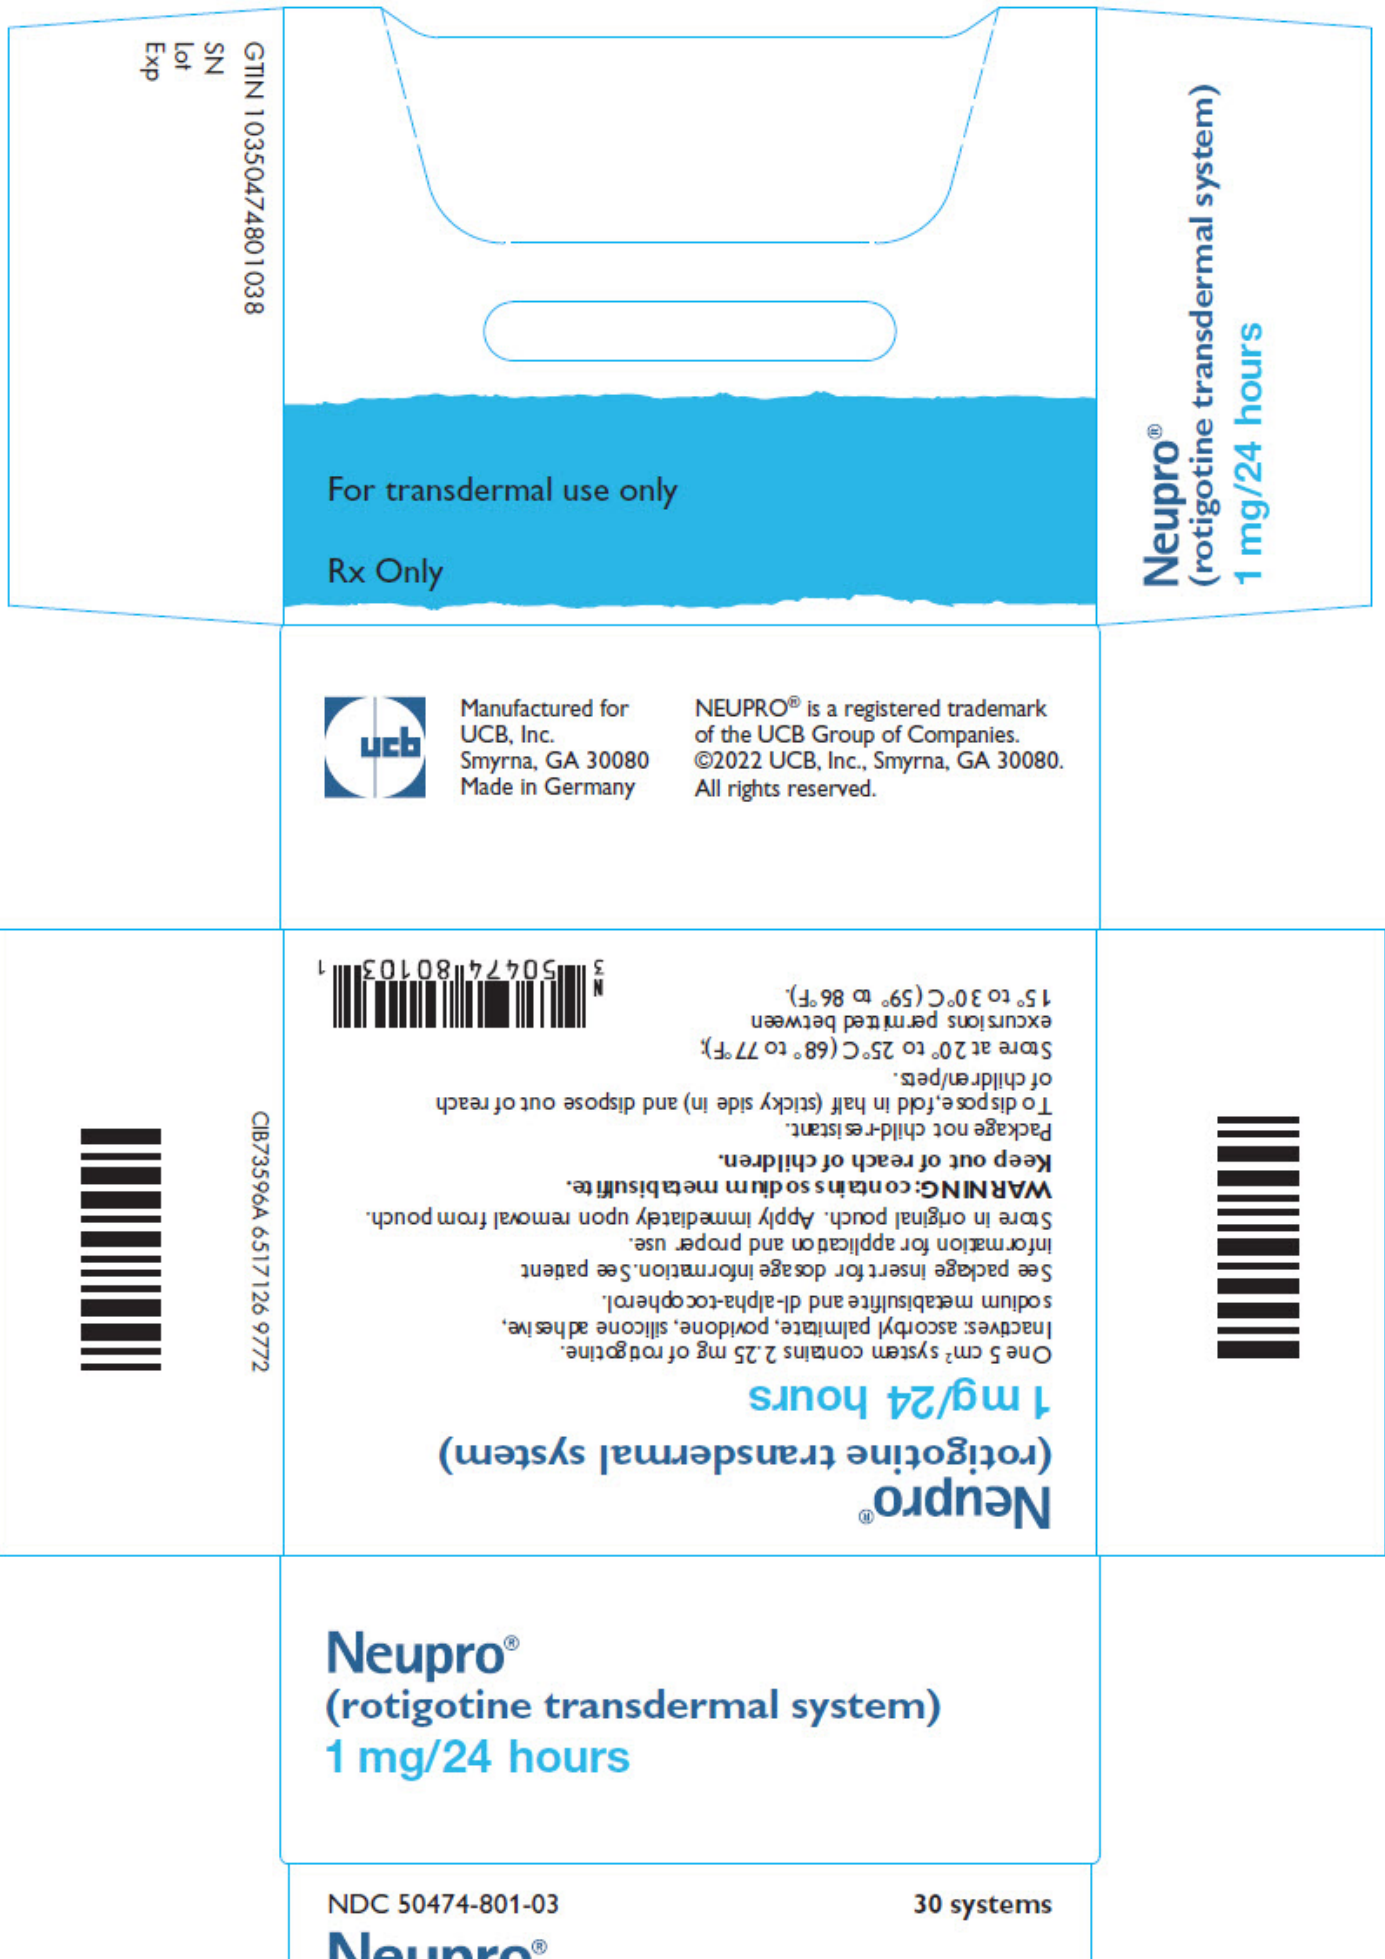 GTIN 10350474801038
SN
Lot
Exp
For transdermal use only
Rx Only
Neupro®
(rotigotine transdermal system)
1 mg/24 hours
ucb
Manufactured for
UCB, Inc.
Smyrna, GA 30080
Made in Germany
NEUPRO® is a registered trademark
of the UCB Group of Companies.
©2022 UCB, Inc., Smyrna, GA 30080.
All rights reserved.
Neupro®
(rotigotine transdermal system)
1 mg/24 hours
One 5 cm² system contains 2.25 mg of rotigotine.
Inactives: ascorbyl palmitate, povidone, silicone adhesive,
sodium metabisulfite and dl-alpha-tocopherol.
See package insert for dosage information. See patient
information for application and proper use.
Store in original pouch. Apply immediately upon removal from pouch.
WARNING: contains sodium metabisulfite.
Keep out of reach of children.
Package not child-resistant.
To dispose, fold in half (sticky side in) and dispose out of reach
of children/pets.
Store at 20° to 25°C (68° to 77°F);
excursions permitted between
15° to 30°C (59° to 86°F).
N
3 50474 80103 1
CIB73596A 6517126 9772
Neupro®
(rotigotine transdermal system)
1 mg/24 hours
NDC 50474-801-03
30 systems
Neupro®